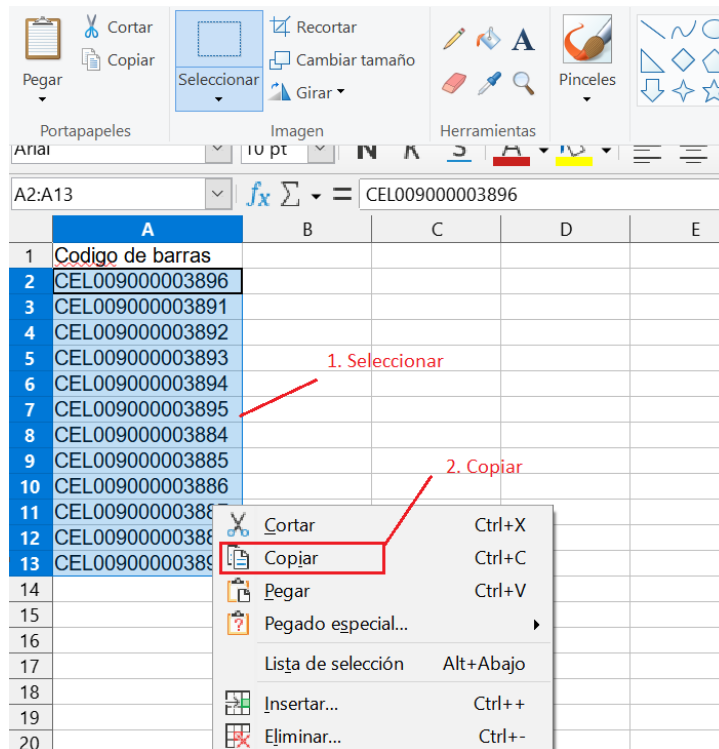 Cortar
Copiar
Pegar
Portapapeles
Seleccionar
Recortar
Cambiar tamaño
Girar
Imagen
Herramientas
Pinceles
Arial
10 pt
N K S A
A2:A13
fx Σ = CEL009000003896
A B C D E
1 Codigo de barras
2 CEL009000003896
3 CEL009000003891
4 CEL009000003892
5 CEL009000003893
1. Seleccionar
6 CEL009000003894
7 CEL009000003895
8 CEL009000003884
9 CEL009000003885
2. Copiar
10 CEL009000003886
11 CEL00900000388
12 CEL00900000388
13 CEL00900000389
Cortar Ctrl+X
Copiar Ctrl+C
14
Pegar Ctrl+V
15
Pegado especial...
16
17
Lista de selección Alt+Abajo
18
Insertar... Ctrl++
19
Eliminar... Ctrl+-
20